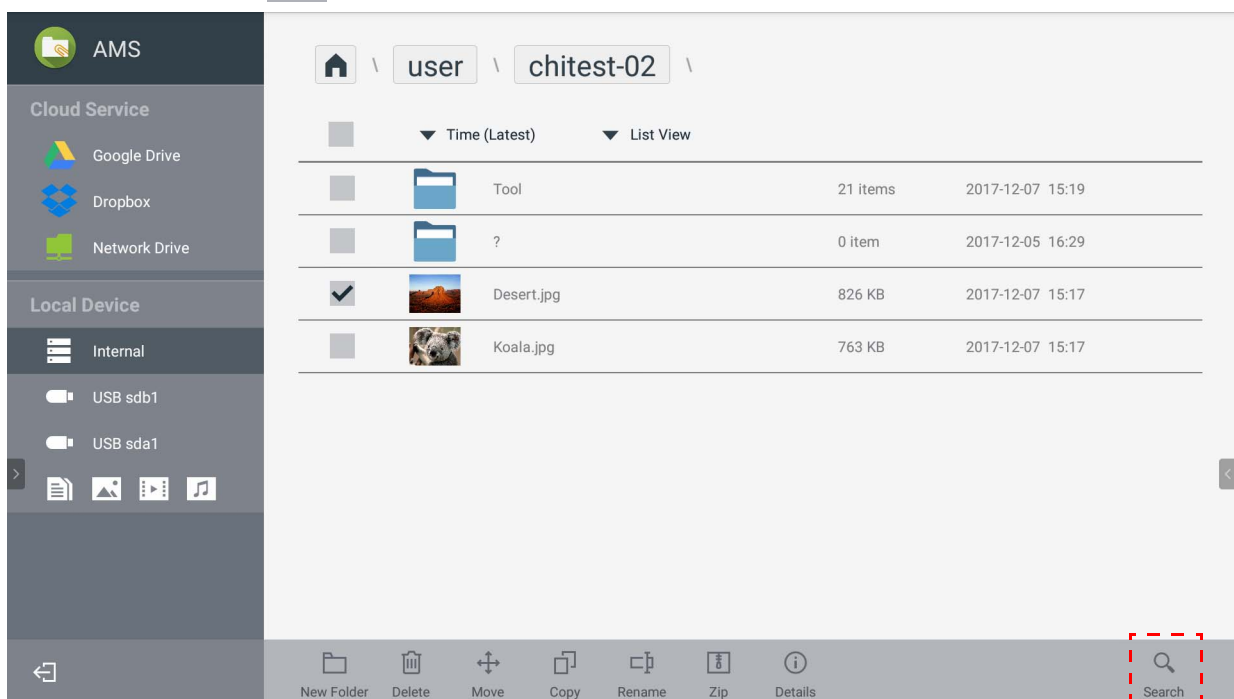 AMS
Cloud Service
Google Drive
Dropbox
Network Drive
Local Device
Internal
USB sdb1
USB sda1
\ user \ chitest-02 \
Time (Latest) List View
Tool 21 items 2017-12-07 15:19
? 0 item 2017-12-05 16:29
Desert.jpg 826 KB 2017-12-07 15:17
Koala.jpg 763 KB 2017-12-07 15:17
New Folder Delete Move Copy Rename Zip Details Search